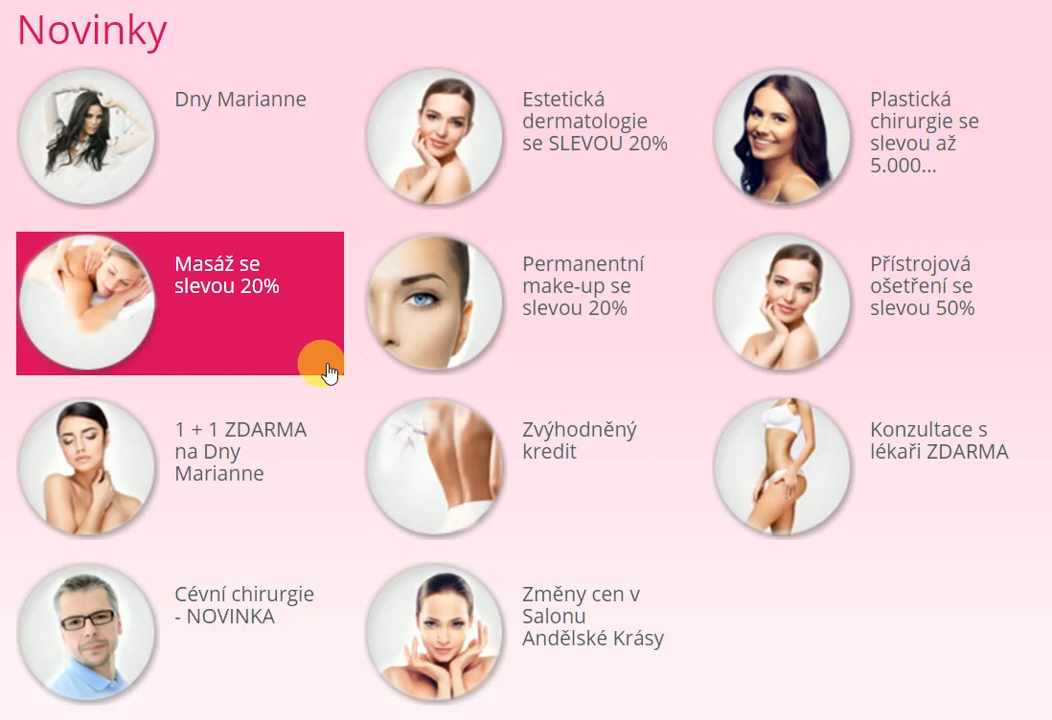 Novinky
Dny Marianne
Estetická
dermatologie
se SLEVOU 20%
Plastická
chirurgie se
slevou až
5.000...
Masáž se
slevou 20%
Permanentní
make-up se
slevou 20%
Přístrojová
ošetření se
slevou 50%
1 + 1 ZDARMA
na Dny
Marianne
Zvýhodněný
kredit
Konzultace s
lékaři ZDARMA
Cévní chirurgie
- NOVINKA
Změny cen v
Salonu
Andělské Krásy